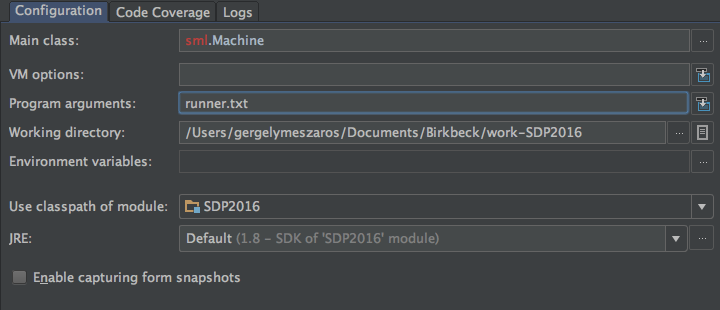 Configuration Code Coverage Logs
Main class: sml.Machine ...
VM options:
Program arguments: runner.txt
Working directory: /Users/gergelymeszaros/Documents/Birkbeck/work-SDP2016 ...
Environment variables: ...
Use classpath of module: SDP2016
JRE: Default (1.8 – SDK of 'SDP2016' module) ...
Enable capturing form snapshots